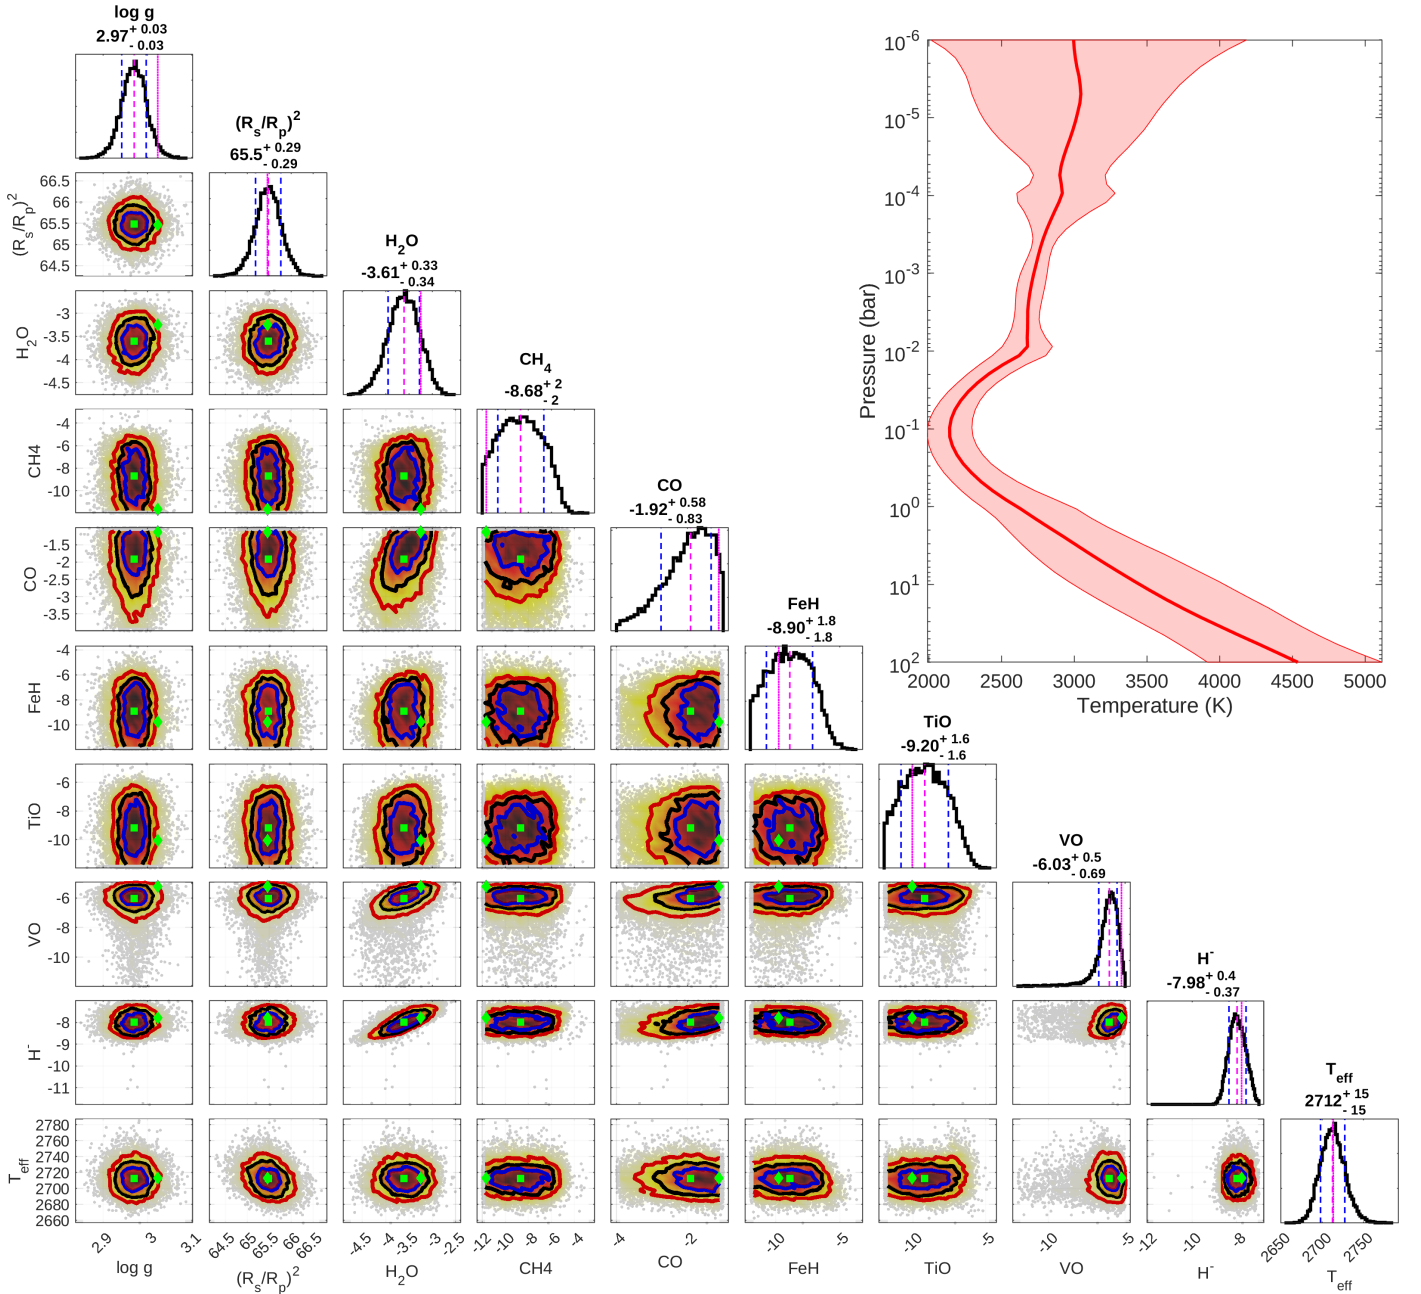 log g
2.97+ 0.03 - 0.03
(Rs/Rp)2
65.5+ 0.29 - 0.29
H2O
-3.61+ 0.33 - 0.34
CH4
-8.68+ 2 - 2
CO
-1.92+ 0.58 - 0.83
FeH
-8.90+ 1.8 - 1.8
TiO
-9.20+ 1.6 - 1.6
VO
-6.03+ 0.5 - 0.69
H-
-7.98+ 0.4 - 0.37
Teff
2712+ 15 - 15
(Rs/Rp)2
66.5
66
65.5
65
64.5
H2O
-3
-3.5
-4
-4.5
CH4
-4
-6
-8
-10
CO
-1.5
-2
-2.5
-3
-3.5
FeH
-4
-6
-8
-10
TiO
-6
-8
-10
VO
-6
-8
-10
H-
-8
-9
-10
-11
Teff
2780
2760
2740
2720
2700
2680
2660
2.9 3 3.1
log g
64.5 65 65.5 66 66.5
(Rs/Rp)2
-4.5 -3.5 -3 -2.5
H2O
-12 -10 -8 -6 -4
CH4
-4 -2
CO
-10 -5
FeH
-10 -5
TiO
-10 -5
VO
-12 -10 -8
H-
2650 2700 2750
Teff
Pressure (bar)
10-6
10-5
10-4
10-3
10-2
10-1
100
101
102
2000 2500 3000 3500 4000 4500 5000
Temperature (K)